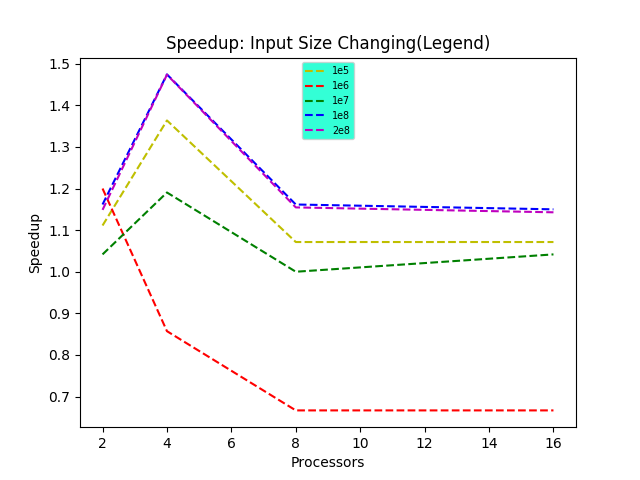 Speedup: Input Size Changing(Legend)
1.5
1.4
1.3
1.2
1.1
1.0
0.9
0.8
0.7
Speedup
1e5
1e6
1e7
1e8
2e8
2 4 6 8 10 12 14 16
Processors